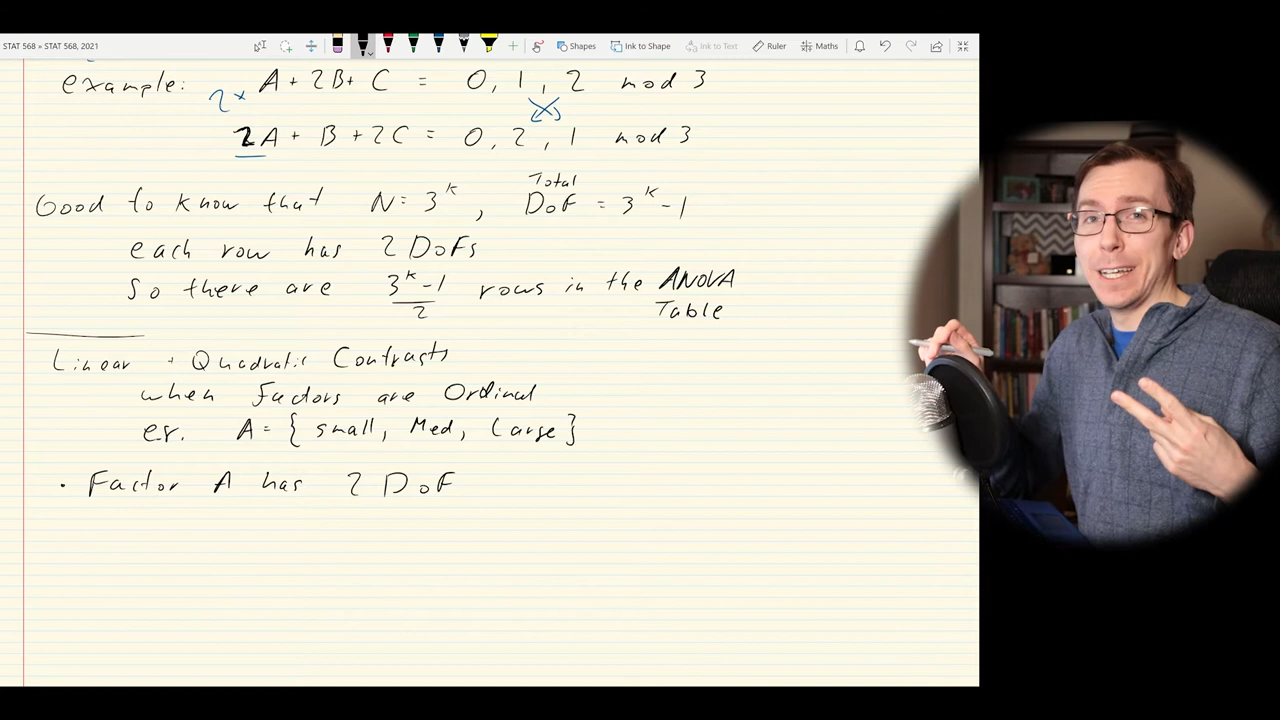 STAT 568 » STAT 568, 2021
Shapes Ink to Shape Ink to Text Ruler Maths
example: A + 2B + C = 0, 1, 2 mod 3
2×
2A + B + 2C = 0, 2, 1 mod 3
Good to know that N = 3^k, Total DoF = 3^k - 1
each row has 2 DoFs
So there are (3^k - 1)/2 rows in the ANOVA Table
Linear + Quadratic Contrasts
when Factors are Ordinal
eg. A = { small, Med, Large }
• Factor A has 2 DoF